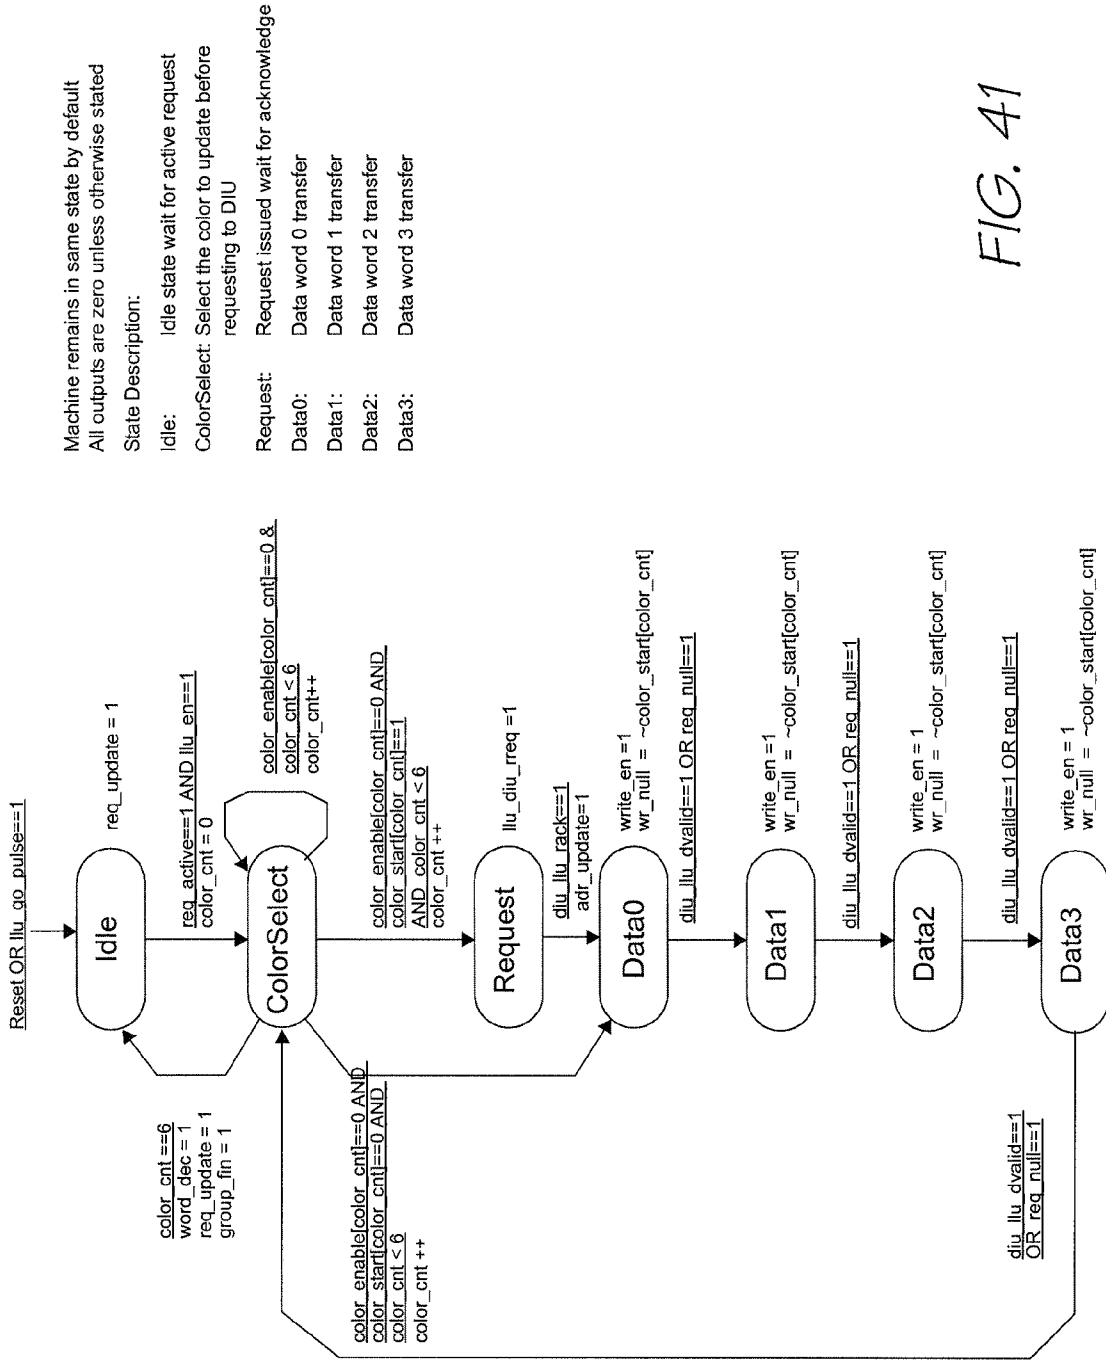 Reset OR llu_go_pulse==1
Idle
req_update = 1
req_active==1 AND llu_en==1
color_cnt = 0
color_cnt ==6
word_dec = 1
req_update = 1
group_fin = 1
ColorSelect
color_enable[color_cnt]==0 &
color_cnt < 6
color_cnt++
color_enable[color_cnt]==0 AND
color_start[color_cnt]==1
AND color_cnt < 6
color_cnt ++
color_enable[color_cnt]==0 AND
color_start[color_cnt]==0 AND
color_cnt < 6
color_cnt ++
Request
llu_diu_rreq =1
diu_llu_rack==1
adr_update=1
Data0
write_en =1
wr_null = ~color_start[color_cnt]
diu_llu_dvalid==1 OR req_null==1
Data1
write_en =1
wr_null = ~color_start[color_cnt]
diu_llu_dvalid==1 OR req_null==1
Data2
write_en = 1
wr_null = ~color_start[color_cnt]
diu_llu_dvalid==1 OR req_null==1
Data3
write_en = 1
wr_null = ~color_start[color_cnt]
diu_llu_dvalid==1
OR req_null==1
Machine remains in same state by default
All outputs are zero unless otherwise stated
State Description:
Idle: Idle state wait for active request
ColorSelect: Select the color to update before
requesting to DIU
Request: Request issued wait for acknowledge
Data0: Data word 0 transfer
Data1: Data word 1 transfer
Data2: Data word 2 transfer
Data3: Data word 3 transfer
FIG. 41